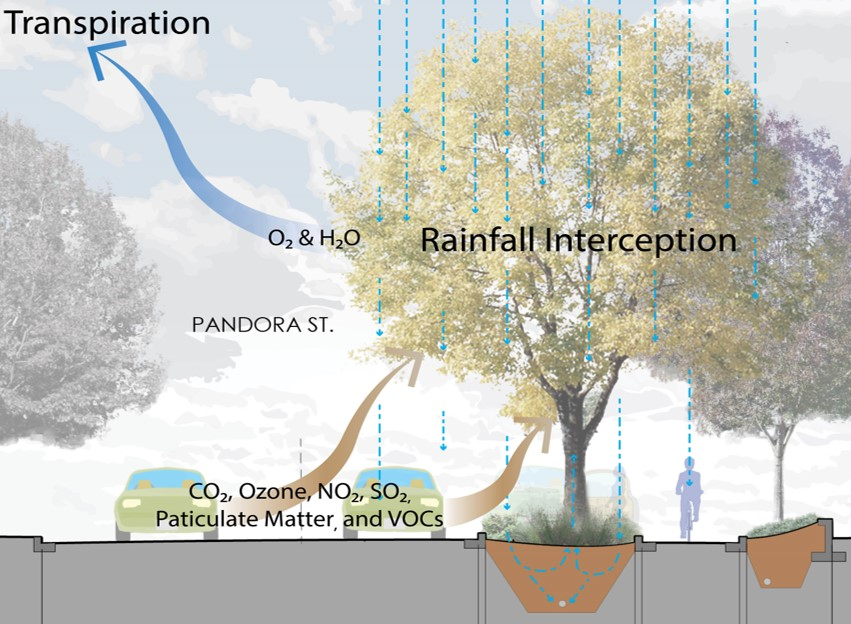 Transpiration
O₂ & H₂O
Rainfall Interception
PANDORA ST.
CO₂, Ozone, NO₂, SO₂,
Paticulate Matter, and VOCs